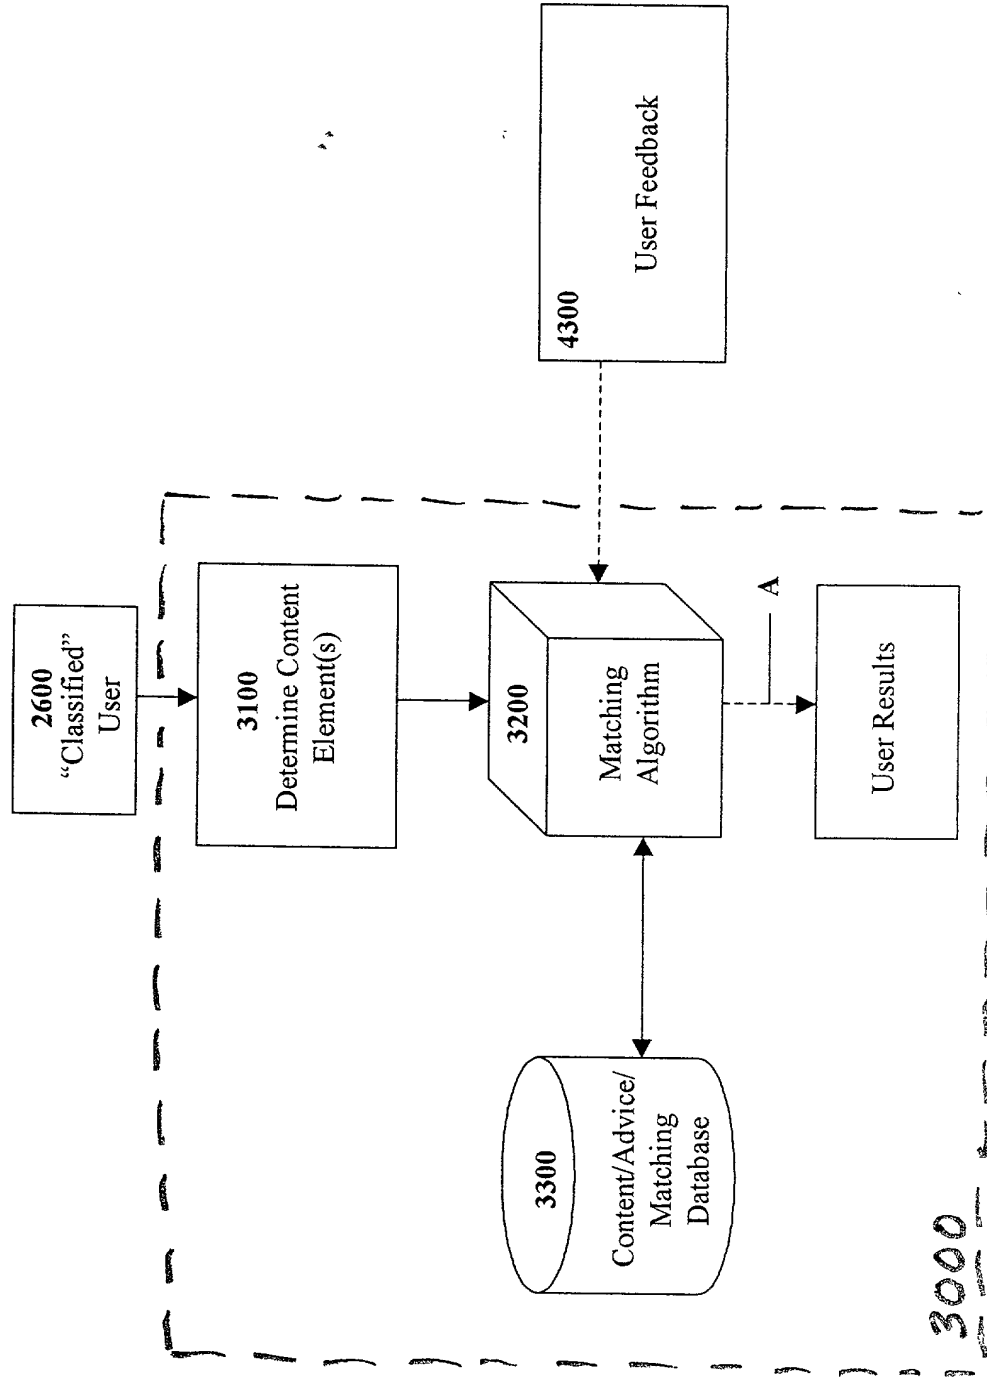 2600
“Classified”
User
3100
Determine Content
Element(s)
3200
Matching
Algorithm
3300
Content/Advice/
Matching
Database
4300
User Feedback
A
User Results
3000